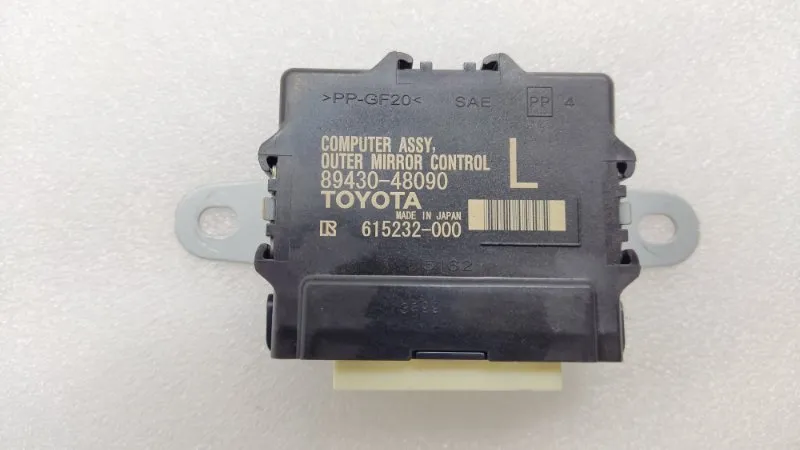 >PP-GF20< SAE PP 4
COMPUTER ASSY,
OUTER MIRROR CONTROL
L
89430-48090
TOYOTA
MADE IN JAPAN
615232-000